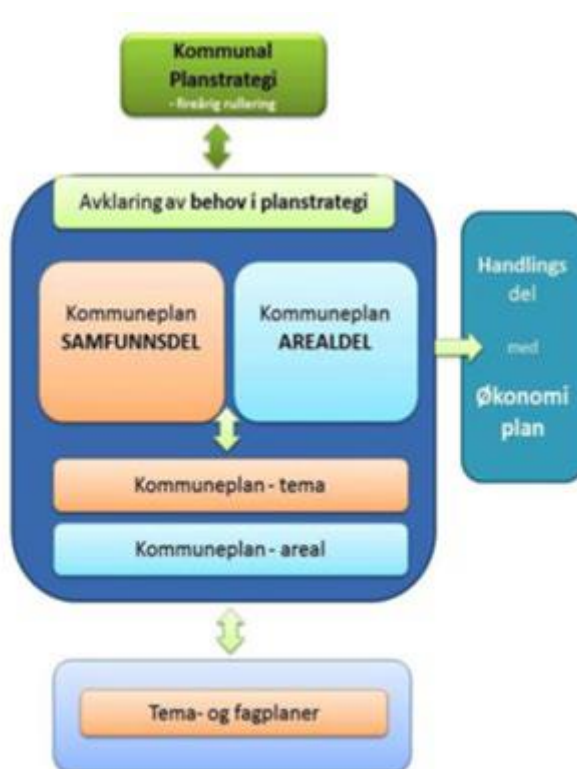 Kommunal
Planstrategi
- fireårig rullering
Avklaring av behov i planstrategi
Kommuneplan
SAMFUNNSDEL
Kommuneplan
AREALDEL
Handlings
del
med
Økonomi
plan
Kommuneplan - tema
Kommuneplan - areal
Tema- og fagplaner